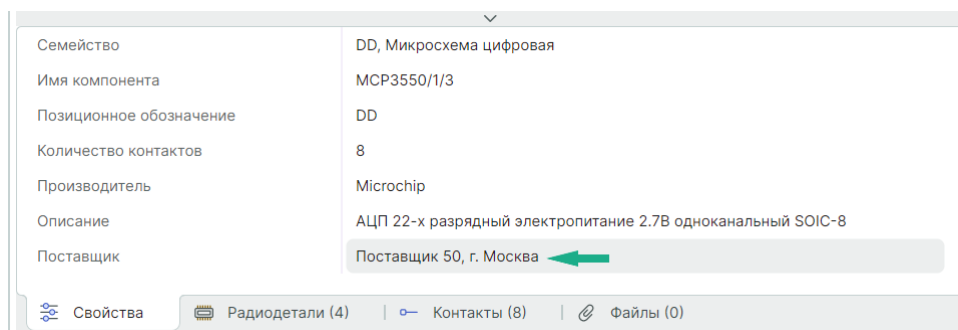 Семейство DD, Микросхема цифровая
Имя компонента MCP3550/1/3
Позиционное обозначение DD
Количество контактов 8
Производитель Microchip
Описание АЦП 22-х разрядный электропитание 2.7В одноканальный SOIC-8
Поставщик Поставщик 50, г. Москва
Свойства Радиодетали (4) Контакты (8) Файлы (0)